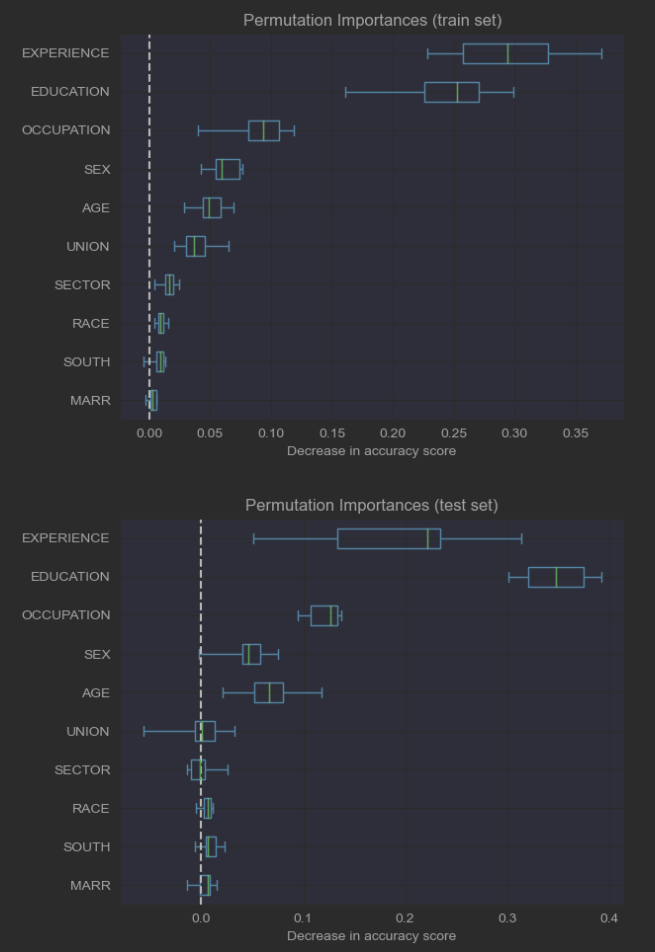 Permutation Importances (train set)
EXPERIENCE
EDUCATION
OCCUPATION
SEX
AGE
UNION
SECTOR
RACE
SOUTH
MARR
0.00 0.05 0.10 0.15 0.20 0.25 0.30 0.35
Decrease in accuracy score
Permutation Importances (test set)
EXPERIENCE
EDUCATION
OCCUPATION
SEX
AGE
UNION
SECTOR
RACE
SOUTH
MARR
0.0 0.1 0.2 0.3 0.4
Decrease in accuracy score